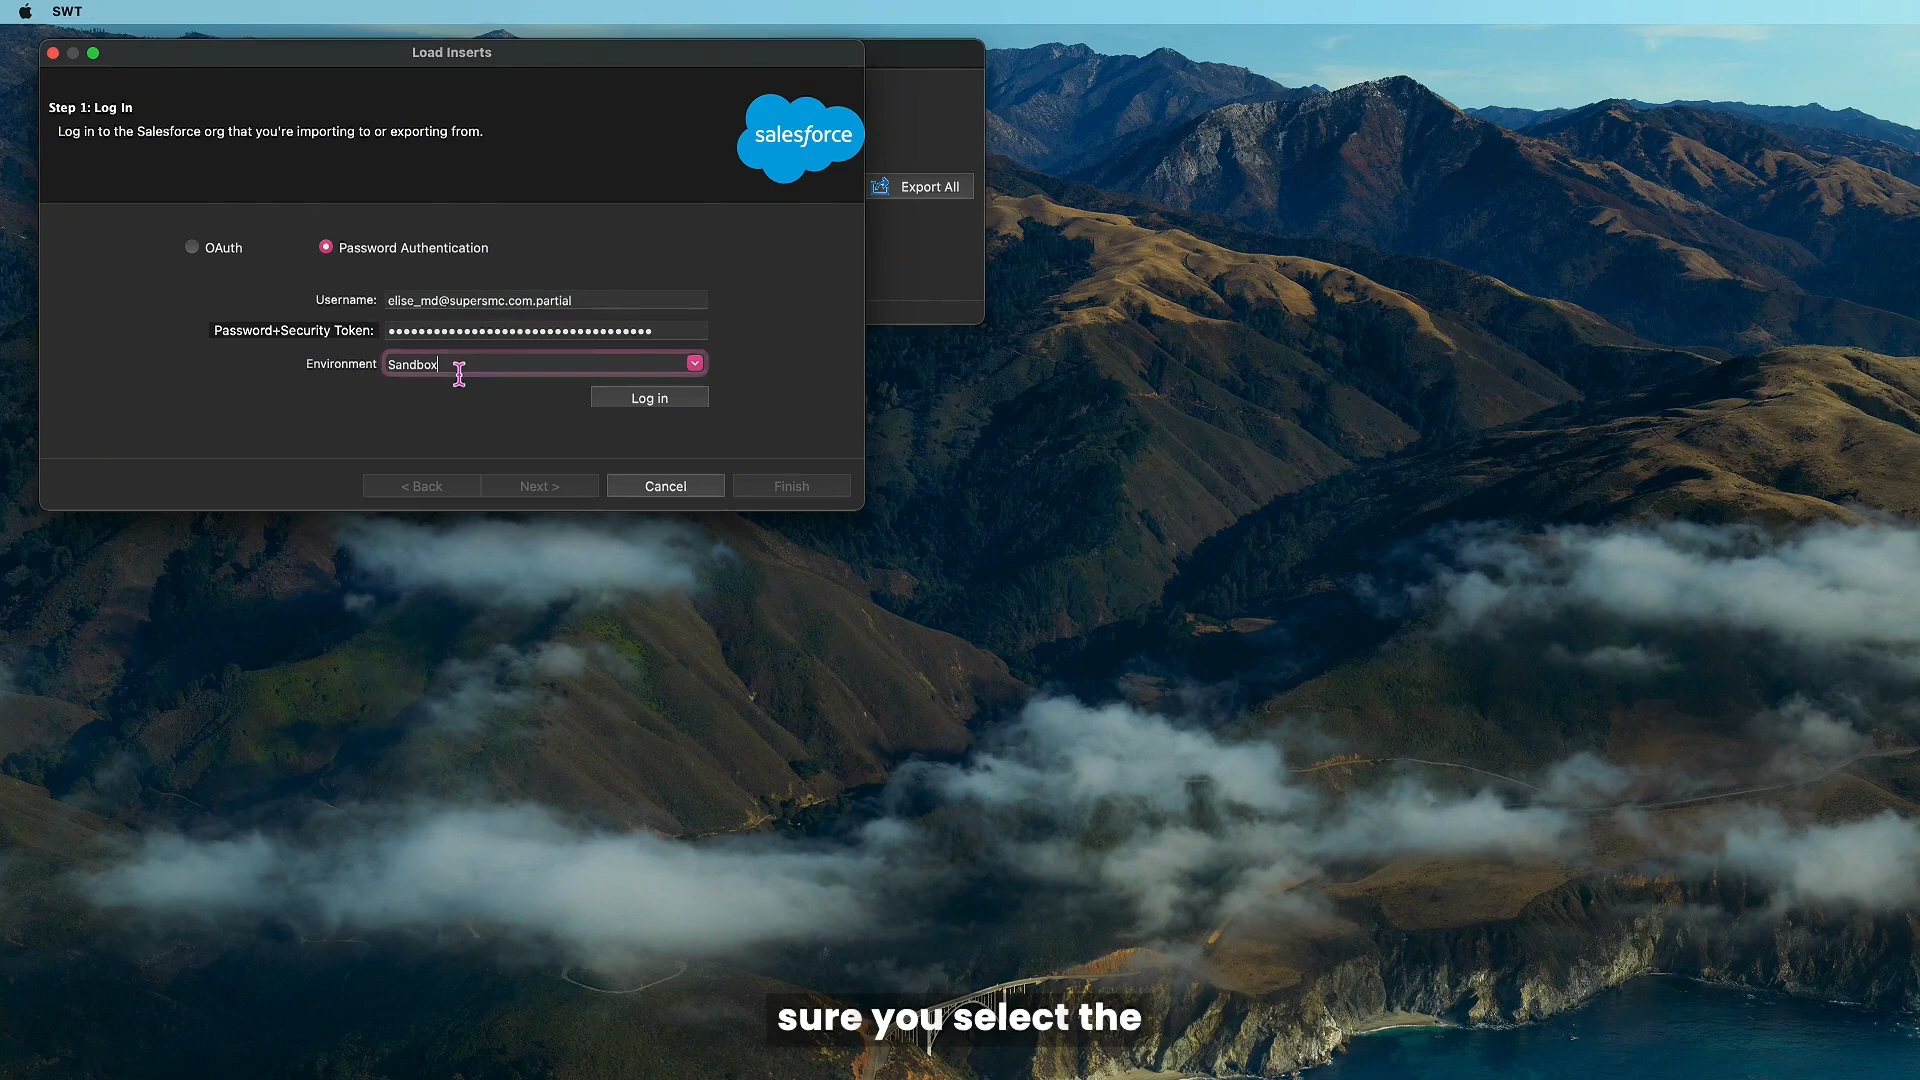 SWT
Load Inserts
Step 1: Log In
Log in to the Salesforce org that you're importing to or exporting from.
salesforce
Export All
OAuth
Password Authentication
Username: elise_md@supersmc.com.partial
Password+Security Token: •••••••••••••••••••••••••••••••••••
Environment Sandbox
Log in
< Back Next > Cancel Finish
sure you select the